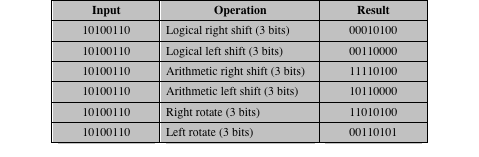 Input Operation Result
10100110 Logical right shift (3 bits) 00010100
10100110 Logical left shift (3 bits) 00110000
10100110 Arithmetic right shift (3 bits) 11110100
10100110 Arithmetic left shift (3 bits) 10110000
10100110 Right rotate (3 bits) 11010100
10100110 Left rotate (3 bits) 00110101